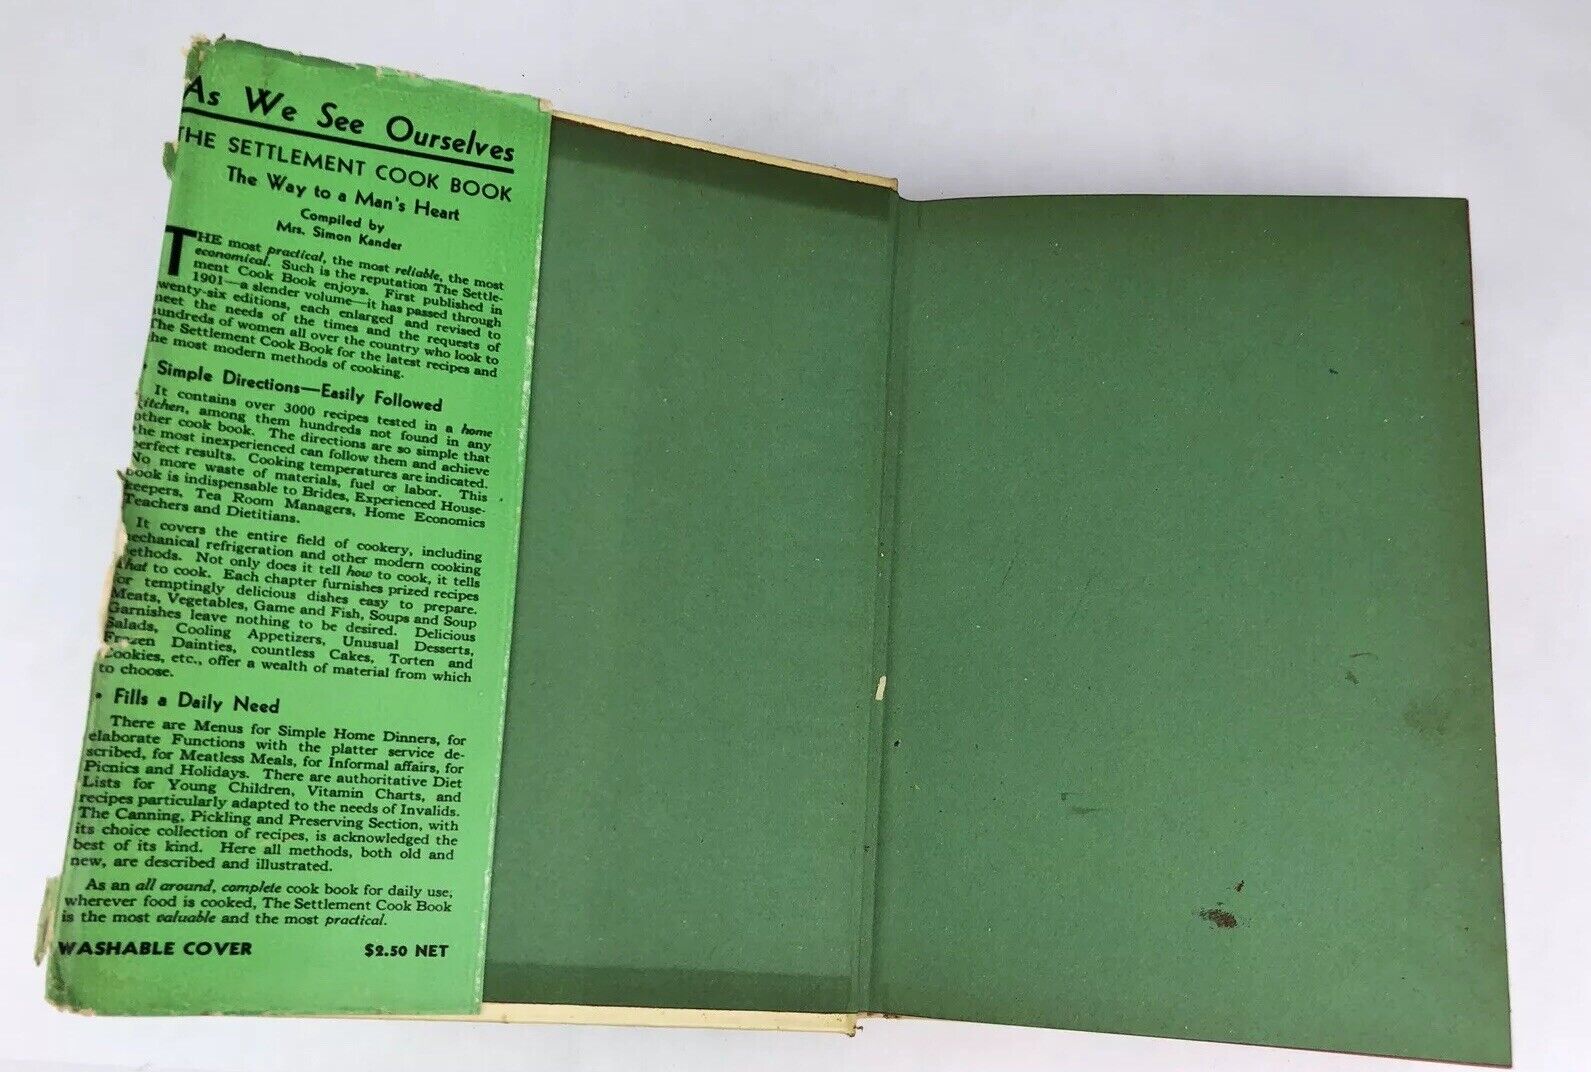 As We See Ourselves
THE SETTLEMENT COOK BOOK
The Way to a Man's Heart
Compiled by
Mrs. Simon Kander
THE most practical, the most reliable, the most
economical. Such is the reputation The Settle-
ment Cook Book enjoys. First published in
1901—a slender volume—it has passed through
twenty-six editions, each enlarged and revised to
meet the needs of the times and the requests of
hundreds of women all over the country who look to
The Settlement Cook Book for the latest recipes and
the most modern methods of cooking.
• Simple Directions—Easily Followed
It contains over 3000 recipes tested in a home
kitchen, among them hundreds not found in any
other cook book. The directions are so simple that
the most inexperienced can follow them and achieve
perfect results. Cooking temperatures are indicated.
No more waste of materials, fuel or labor. This
book is indispensable to Brides, Experienced House-
keepers, Tea Room Managers, Home Economics
Teachers and Dietitians.
It covers the entire field of cookery, including
mechanical refrigeration and other modern cooking
methods. Not only does it tell how to cook, it tells
what to cook. Each chapter furnishes prized recipes
for temptingly delicious dishes easy to prepare.
Meats, Vegetables, Game and Fish, Soups and Soup
Garnishes leave nothing to be desired. Delicious
Salads, Cooling Appetizers, Unusual Desserts,
Frozen Dainties, countless Cakes, Torten and
Cookies, etc., offer a wealth of material from which
to choose.
• Fills a Daily Need
There are Menus for Simple Home Dinners, for
elaborate Functions with the platter service de-
scribed, for Meatless Meals, for Informal affairs, for
Picnics and Holidays. There are authoritative Diet
Lists for Young Children, Vitamin Charts, and
recipes particularly adapted to the needs of Invalids.
The Canning, Pickling and Preserving Section, with
its choice collection of recipes, is acknowledged the
best of its kind. Here all methods, both old and
new, are described and illustrated.
As an all around, complete cook book for daily use,
wherever food is cooked, The Settlement Cook Book
is the most valuable and the most practical.
WASHABLE COVER $2.50 NET